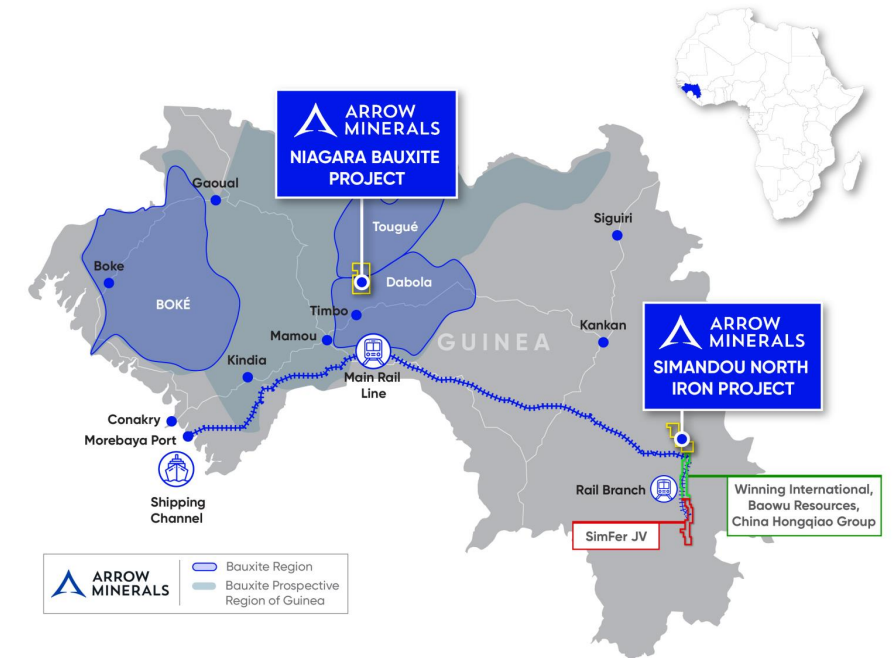 ARROW
MINERALS
NIAGARA BAUXITE
PROJECT
Gaoual
Tougué
Siguiri
Boke
BOKÉ
Dabola
Timbo
Mamou
GUINEA
Kankan
ARROW
MINERALS
SIMANDOU NORTH
IRON PROJECT
Kindia
Main Rail
Line
Conakry
Morebaya Port
Shipping
Channel
Rail Branch
Winning International,
Baowu Resources,
China Hongqiao Group
SimFer JV
ARROW
MINERALS
Bauxite Region
Bauxite Prospective
Region of Guinea